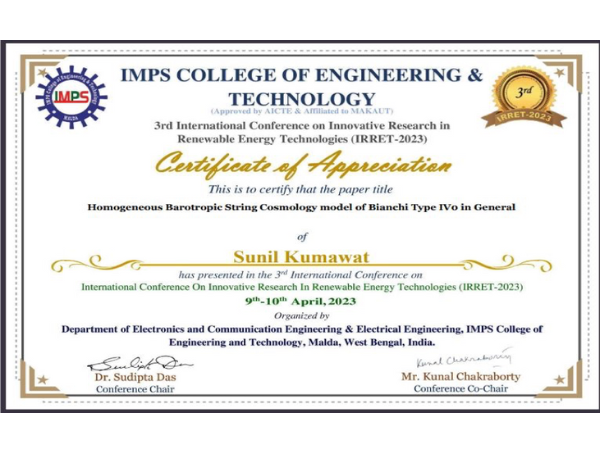 IMPS COLLEGE OF ENGINEERING &
TECHNOLOGY
(Approved by AICTE & Affiliated to MAKAUT)
3rd International Conference on Innovative Research in
Renewable Energy Technologies (IRRET-2023)
Certificate of Appreciation
This is to certify that the paper title
Homogeneous Barotropic String Cosmology model of Bianchi Type IVo in General
of
Sunil Kumawat
has presented in the 3rd International Conference on
International Conference On Innovative Research In Renewable Energy Technologies (IRRET-2023)
9th-10th April, 2023
Organized by
Department of Electronics and Communication Engineering & Electrical Engineering, IMPS College of
Engineering and Technology, Malda, West Bengal, India.
Sudipta Das
Dr. Sudipta Das
Conference Chair
Kunal Chakraborty
Mr. Kunal Chakraborty
Conference Co-Chair
IMPS
3rd
IRRET-2023